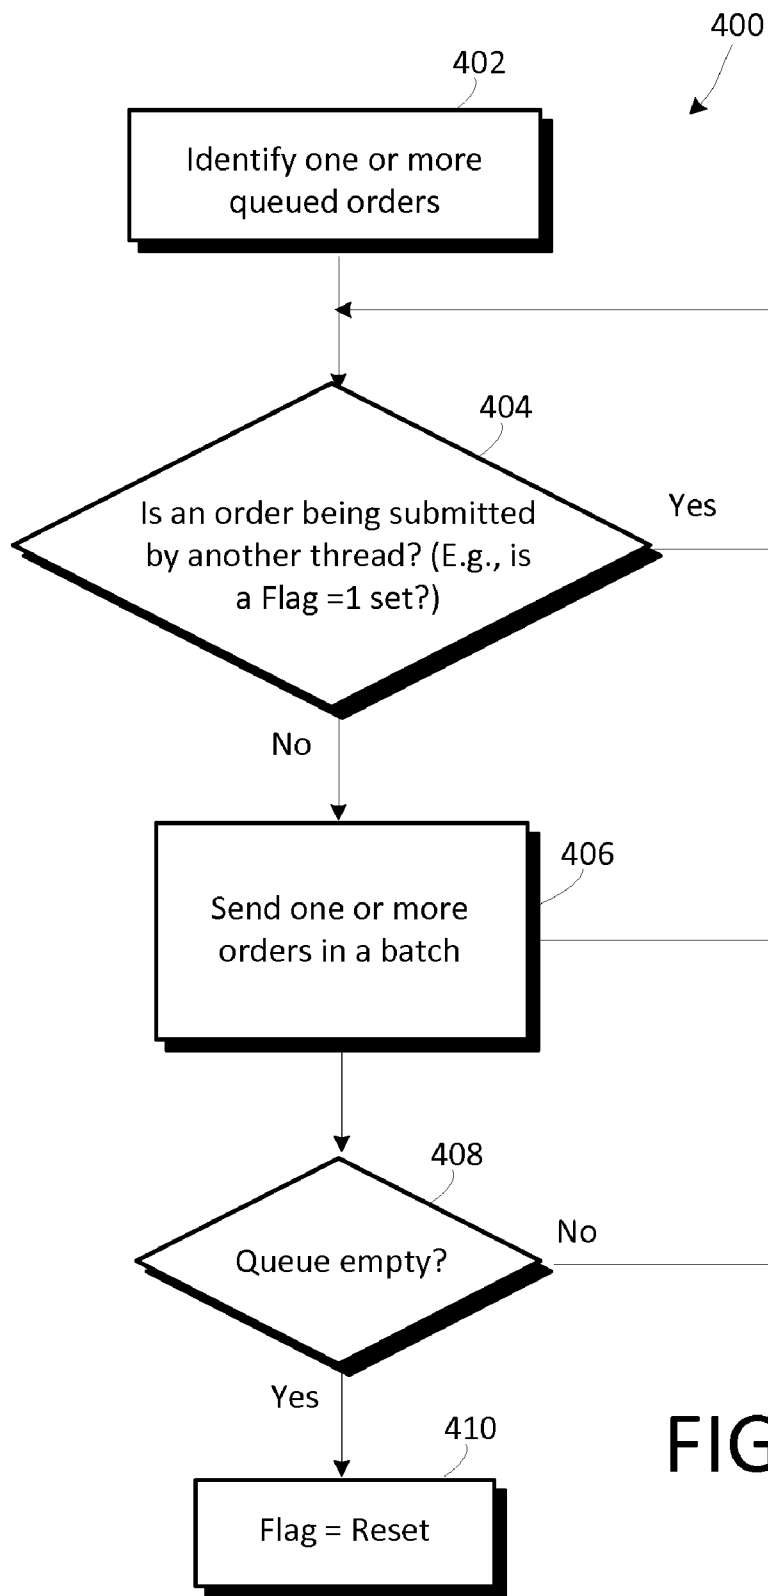 400
402
Identify one or more
queued orders
404
Is an order being submitted
by another thread? (E.g., is
a Flag =1 set?)
Yes
No
406
Send one or more
orders in a batch
408
Queue empty?
No
Yes
410
FIG
Flag = Reset